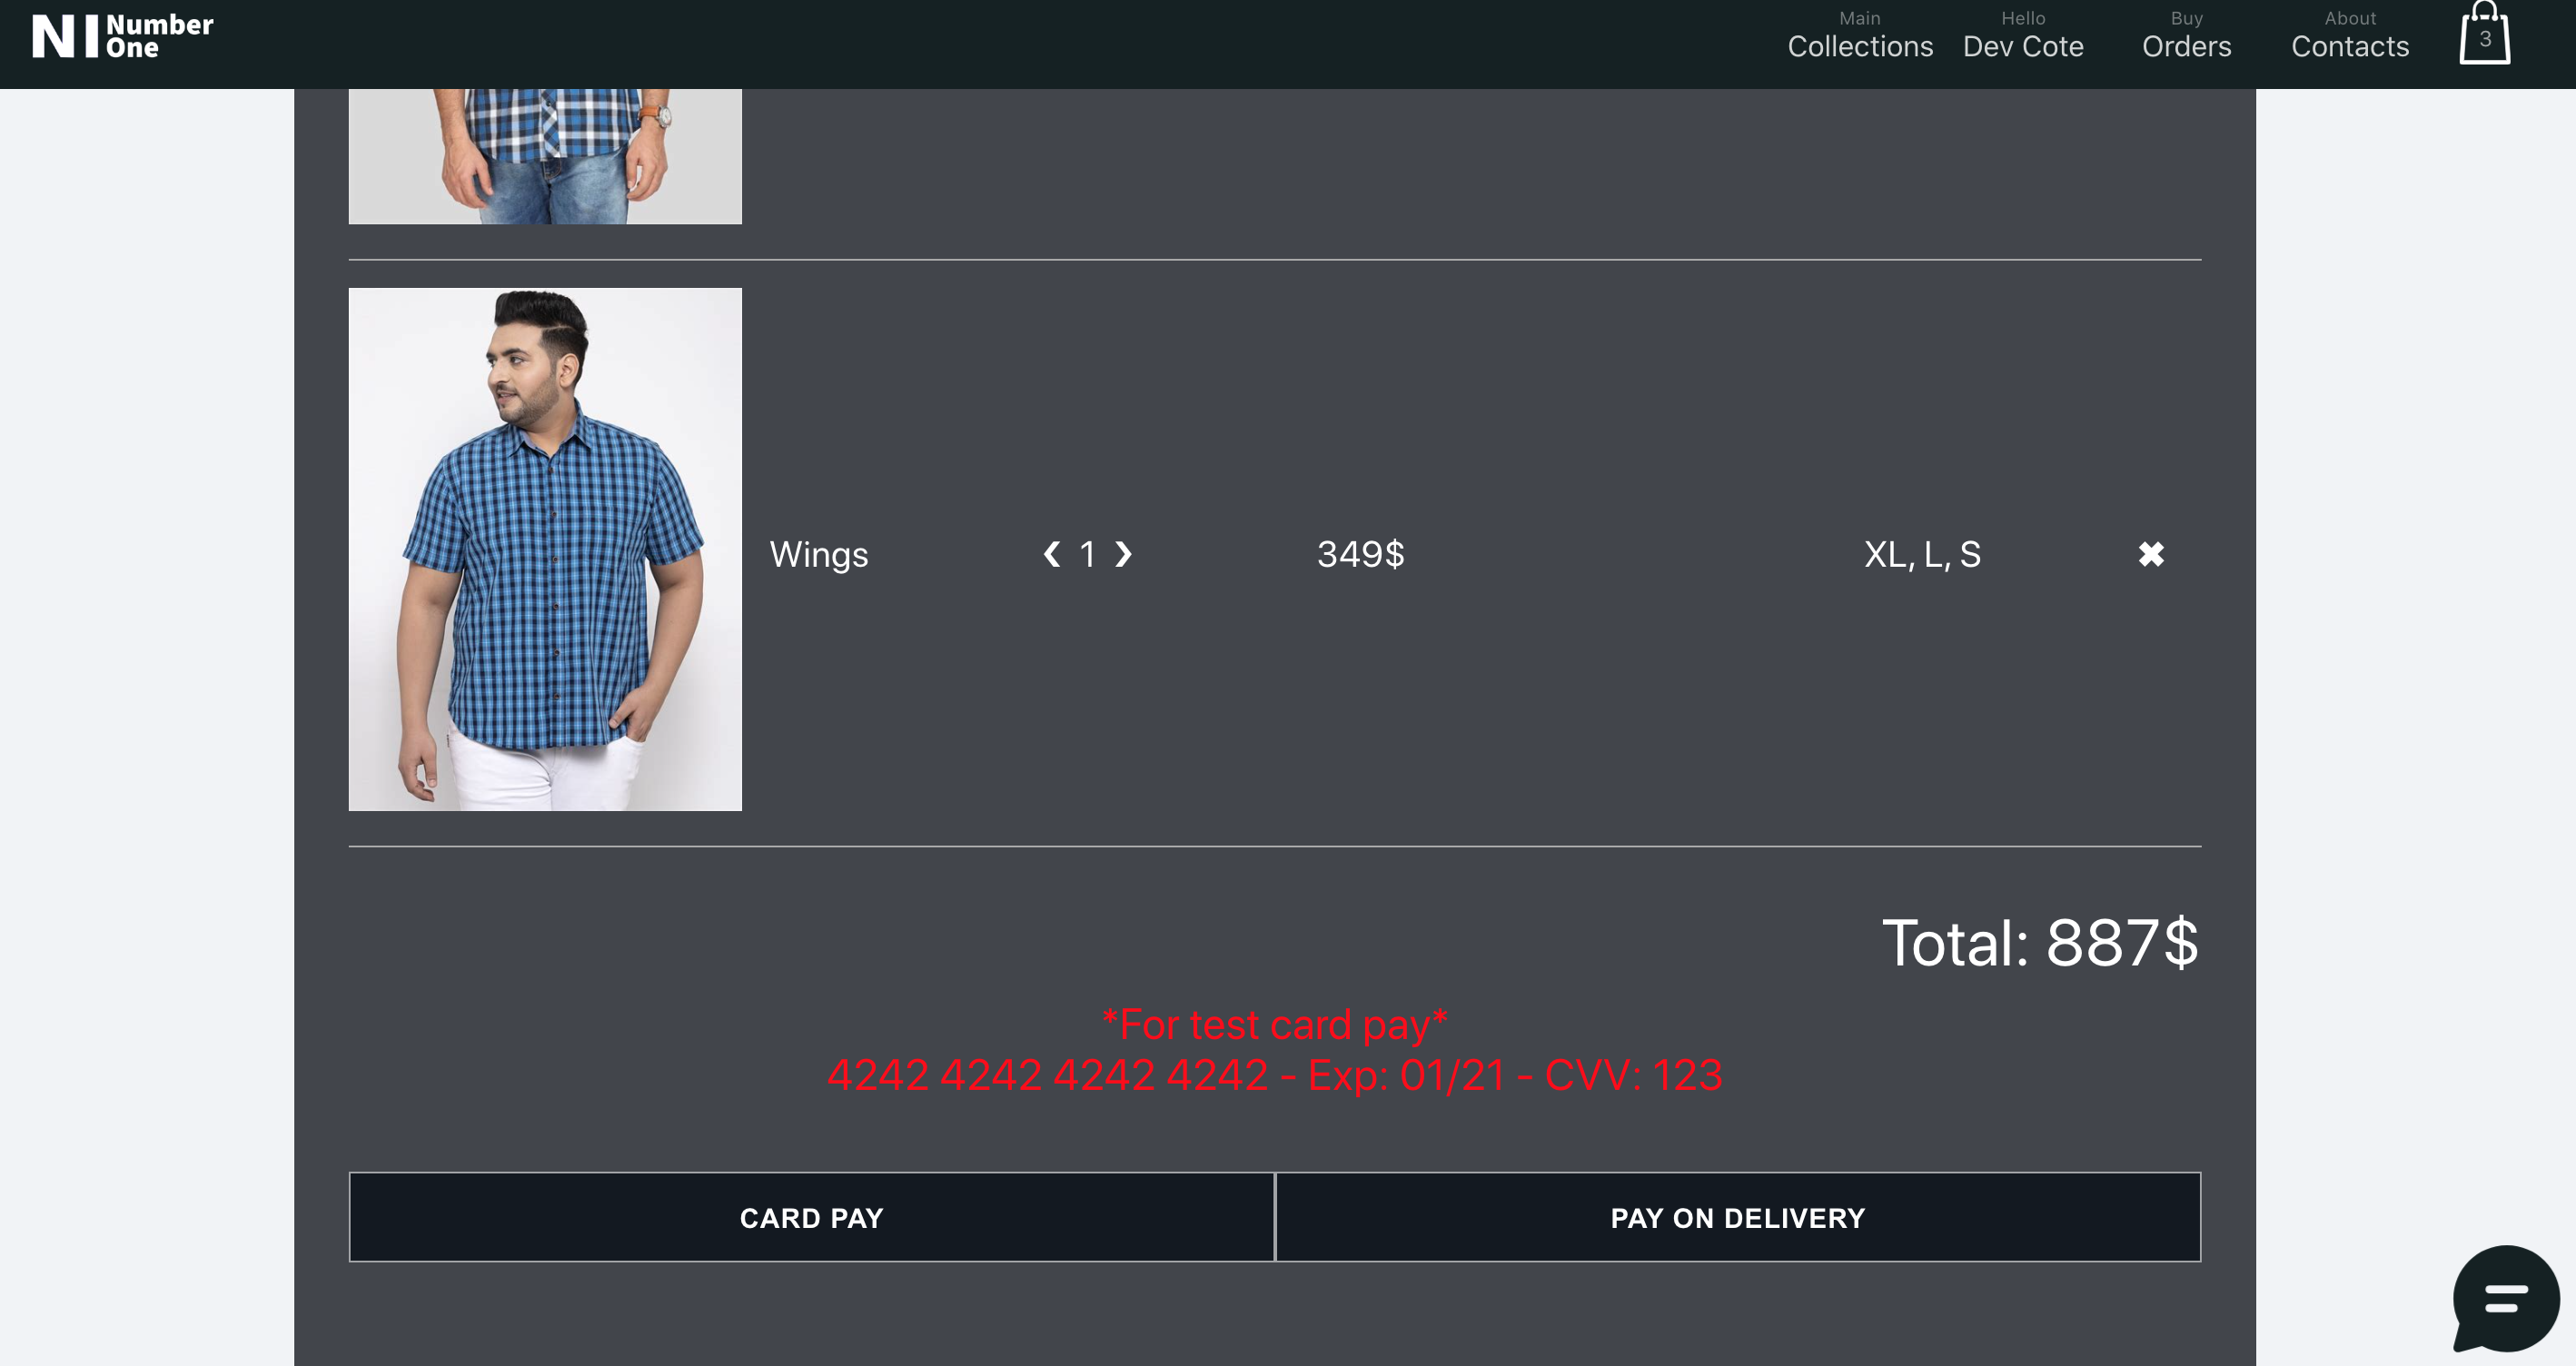 NI Number One
Main Collections
Hello Dev Cote
Buy Orders
About Contacts
3
Wings ❮ 1 ❯ 349$ XL, L, S ✖
Total: 887$
*For test card pay*
4242 4242 4242 4242 - Exp: 01/21 - CVV: 123
CARD PAY
PAY ON DELIVERY